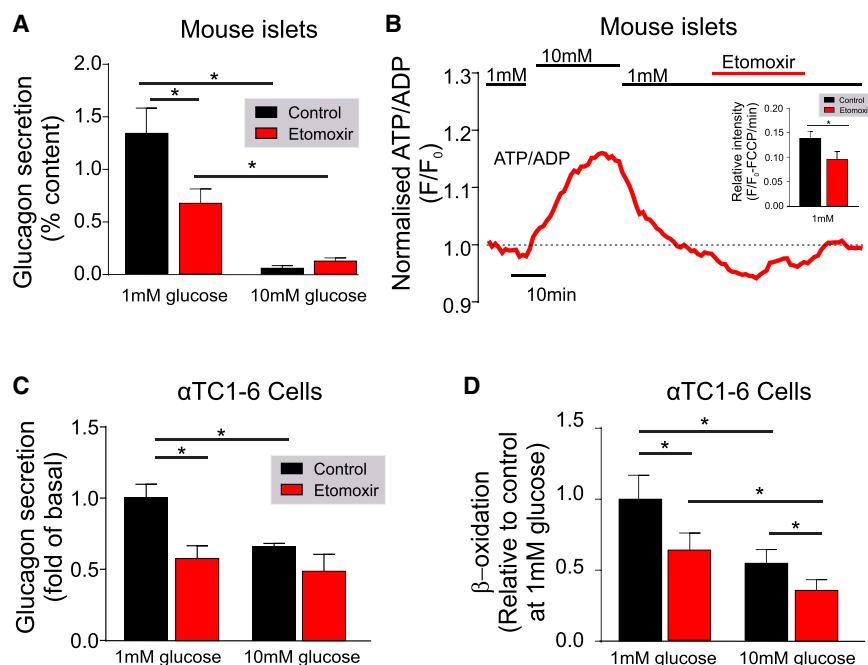 A
Mouse islets
Glucagon secretion
(% content)
2.0
1.5
1.0
0.5
0.0
*
*
*
Control
Etomoxir
1mM glucose
10mM glucose
B
Mouse islets
Normalised ATP/ADP
(F/F0)
1.3
1.2
1.1
1.0
0.9
1mM
10mM
1mM
Etomoxir
ATP/ADP
10min
Control
Etomoxir
Relative intensity
(F/F0-FCCP/min)
0.20
0.15
0.10
0.05
0.00
*
1mM
C
αTC1-6 Cells
Glucagon secretion
(fold of basal)
1.5
1.0
0.5
0.0
*
*
Control
Etomoxir
1mM glucose
10mM glucose
D
αTC1-6 Cells
β−oxidation
(Relative to control
at 1mM glucose)
1.5
1.0
0.5
0.0
*
*
*
*
1mM glucose
10mM glucose